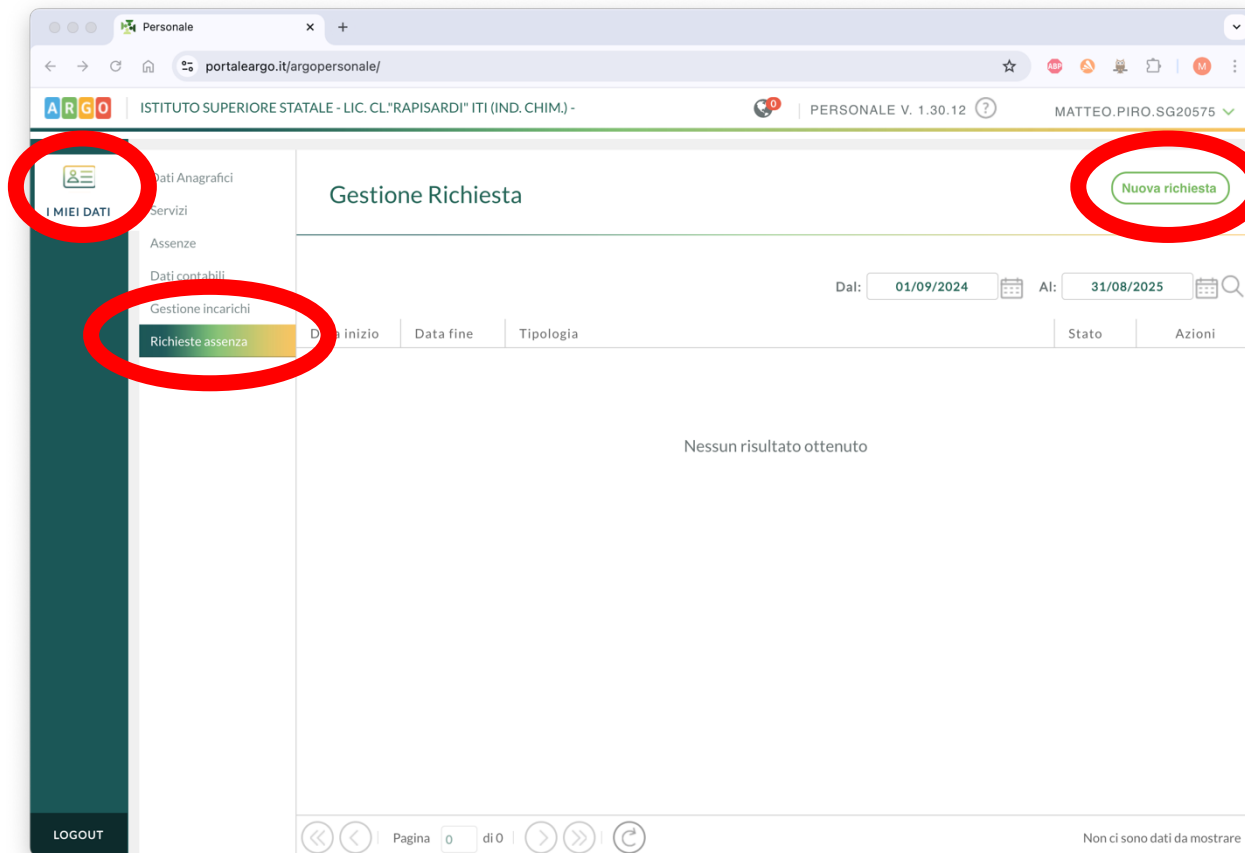 Personale
portaleargo.it/argopersonale/
ABP
M
ARGO
ISTITUTO SUPERIORE STATALE - LIC. CL."RAPISARDI" ITI (IND. CHIM.) -
0
PERSONALE V. 1.30.12 ?
MATTEO.PIRO.SG20575
I MIEI DATI
Dati Anagrafici
Servizi
Assenze
Dati contabili
Gestione incarichi
Richieste assenza
Gestione Richiesta
Nuova richiesta
Dal: 01/09/2024 Al: 31/08/2025
Data inizio Data fine Tipologia Stato Azioni
Nessun risultato ottenuto
LOGOUT
Pagina 0 di 0
Non ci sono dati da mostrare